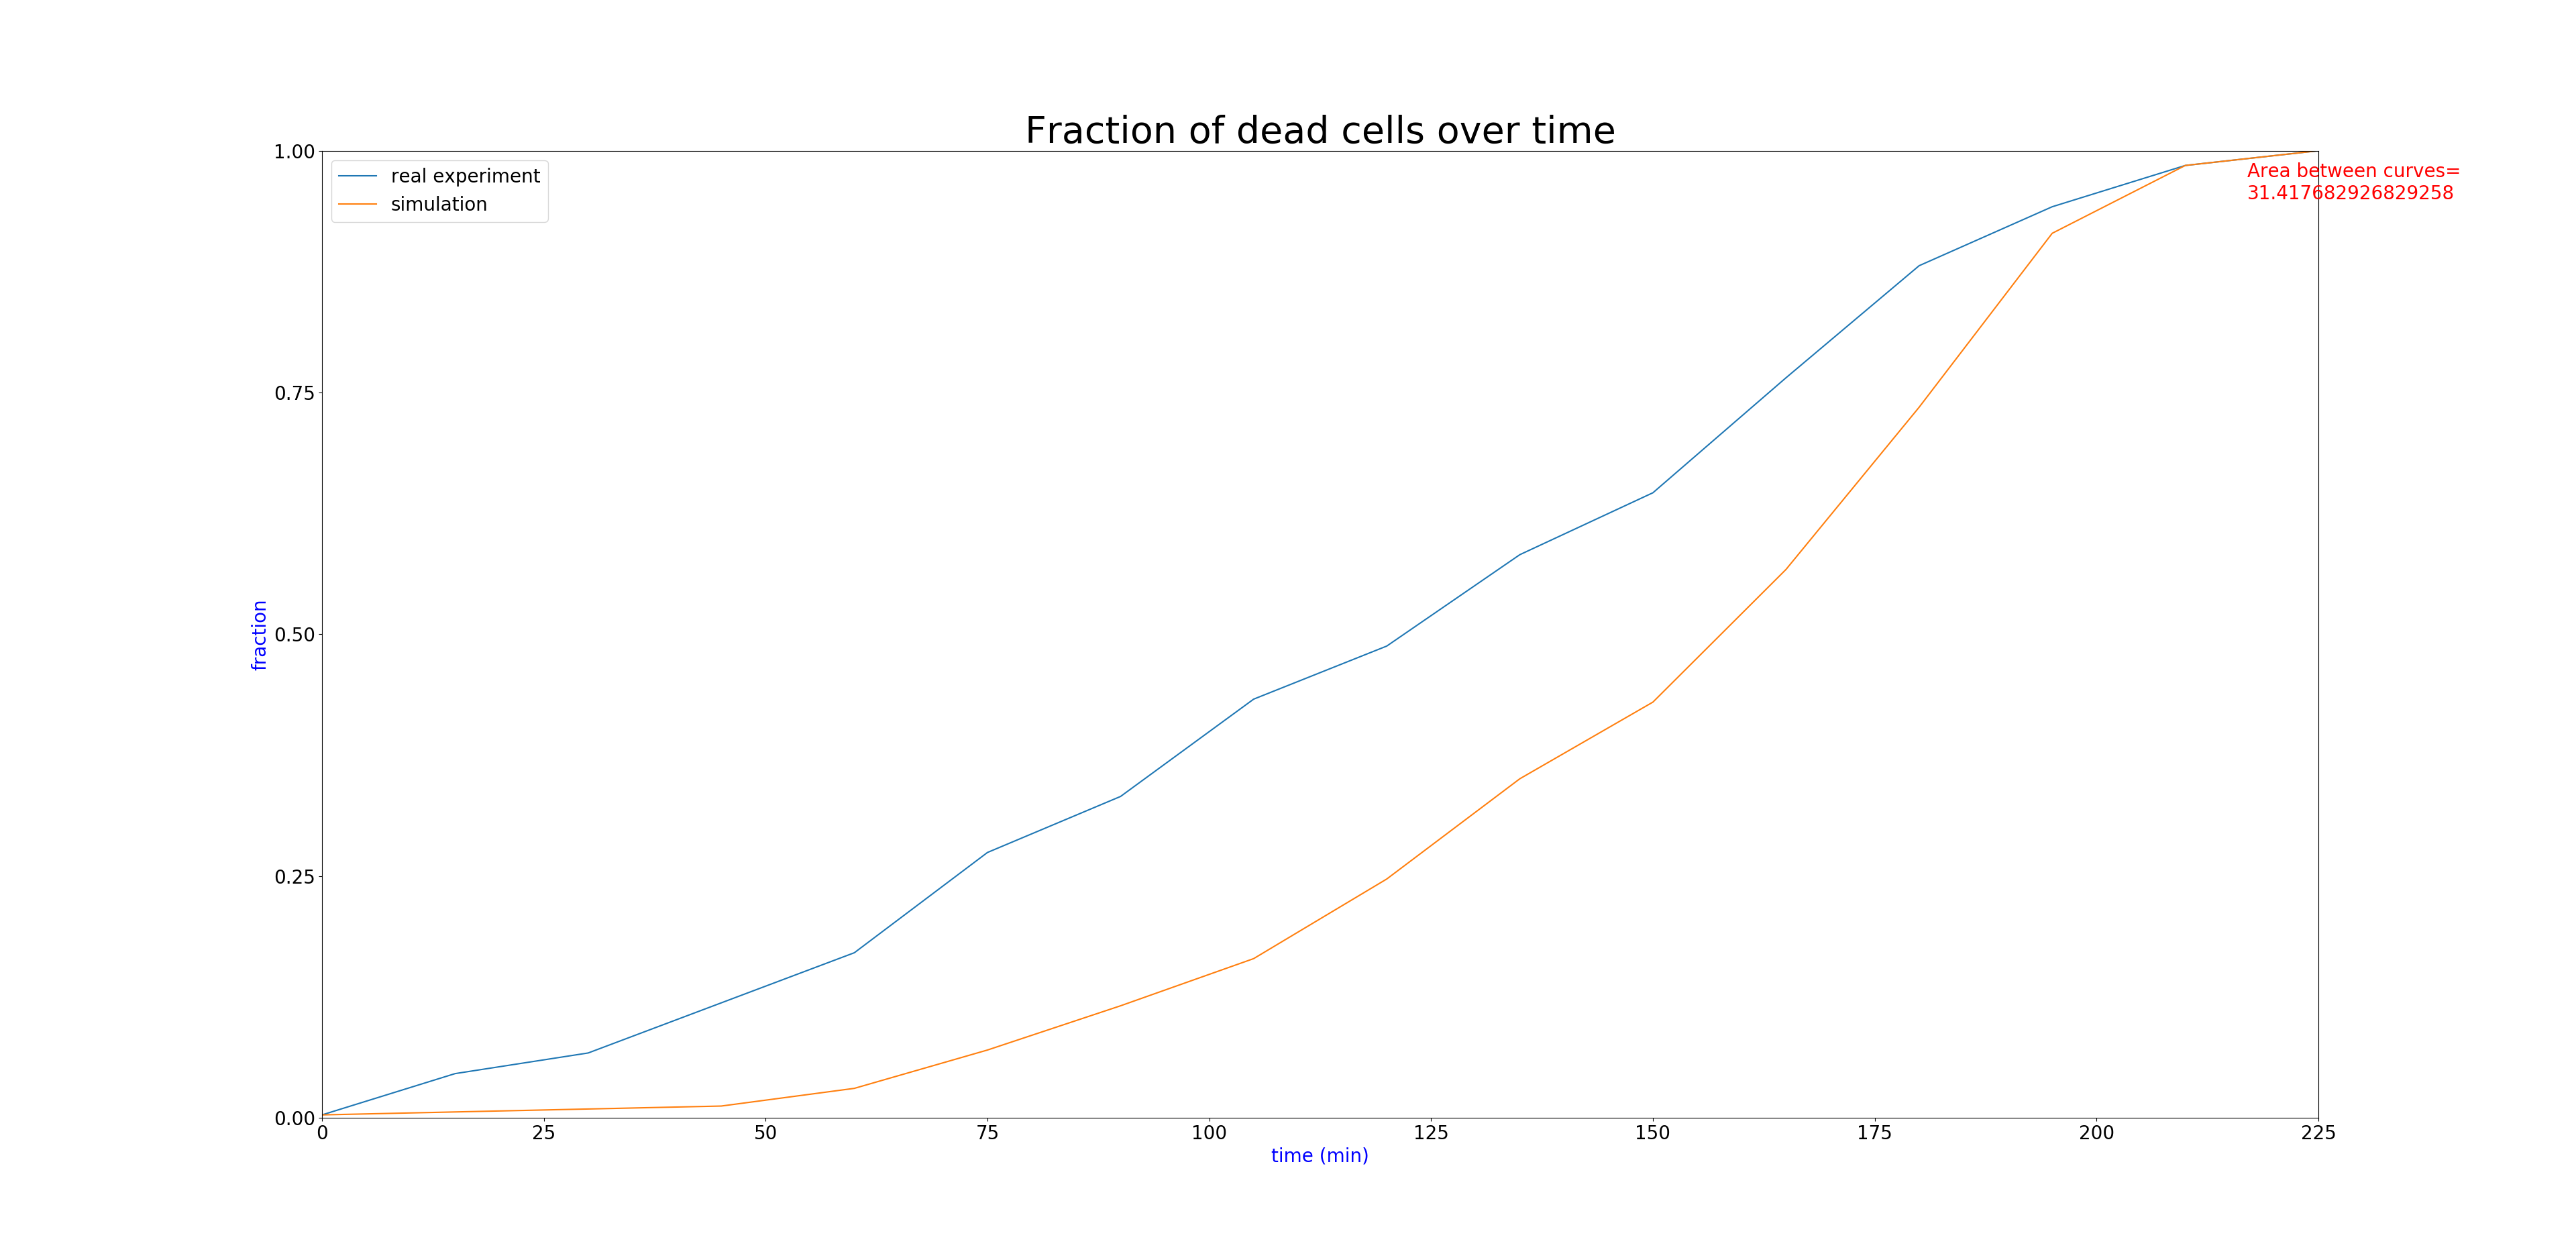 Fraction of dead cells over time
1.00
real experiment
simulation
Area between curves=
31.417682926829258
0.75
0.50
fraction
0.25
0.00
0
25
50
75
100
125
150
175
200
225
time (min)